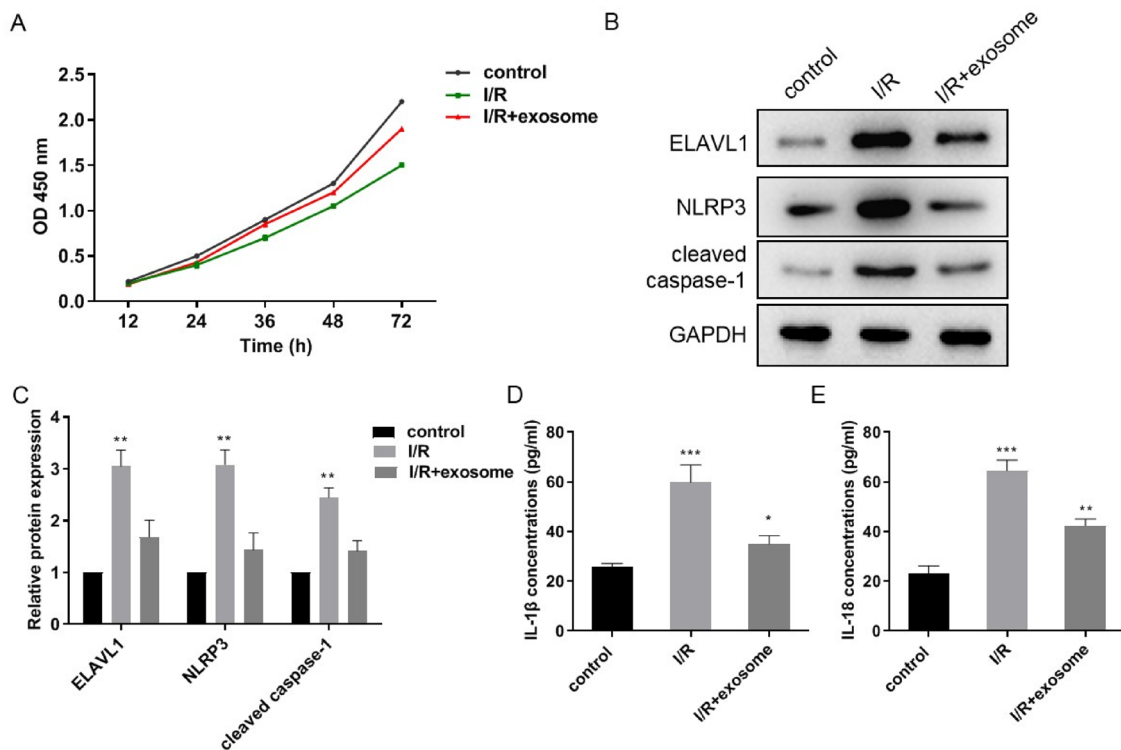 A
control
I/R
I/R+exosome
OD 450 nm
2.5
2.0
1.5
1.0
0.5
0.0
12 24 36 48 72
Time (h)
B
control I/R I/R+exosome
ELAVL1
NLRP3
cleaved
caspase-1
GAPDH
C
control
I/R
I/R+exosome
Relative protein expression
4
3
2
1
0
** ** **
ELAVL1 NLRP3 cleaved caspase-1
D
IL-1β concentrations (pg/ml)
80
60
40
20
0
***
*
control I/R I/R+exosome
E
IL-18 concentrations (pg/ml)
80
60
40
20
0
***
**
control I/R I/R+exosome